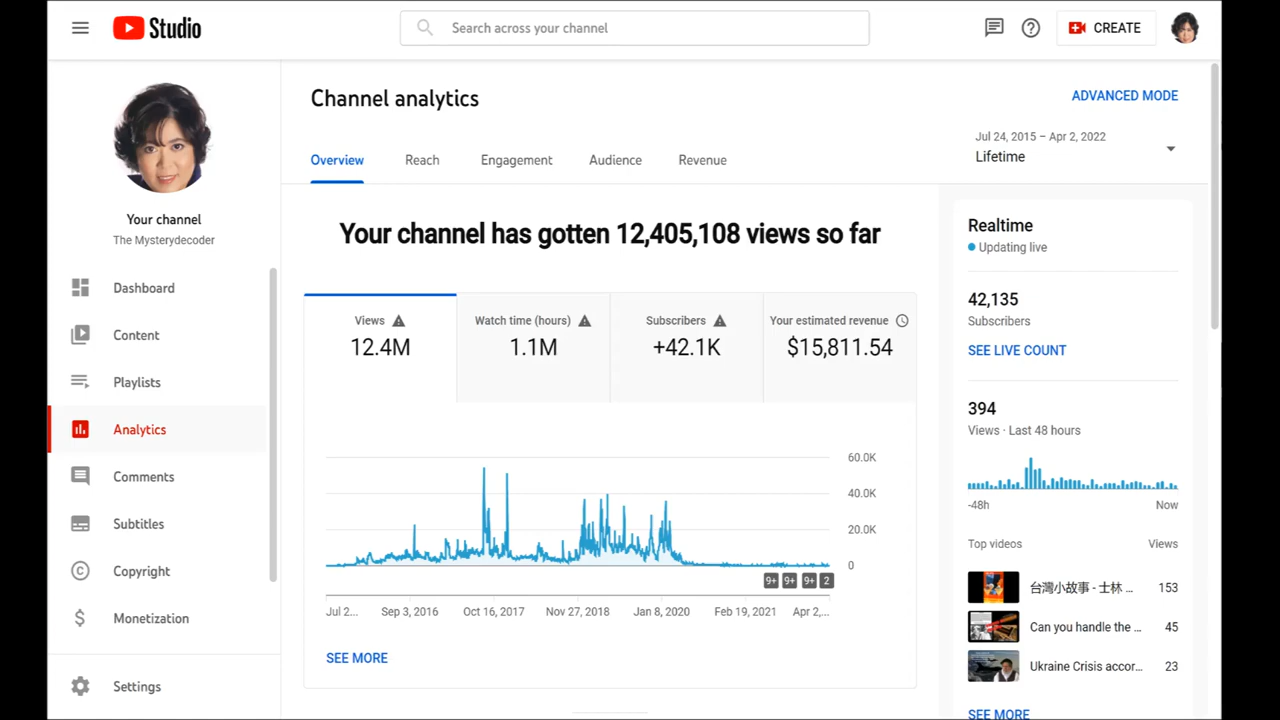 Studio
Search across your channel
CREATE
Your channel
The Mysterydecoder
Dashboard
Content
Playlists
Analytics
Comments
Subtitles
Copyright
Monetization
Settings
Channel analytics
ADVANCED MODE
Overview
Reach
Engagement
Audience
Revenue
Jul 24, 2015 – Apr 2, 2022
Lifetime
Your channel has gotten 12,405,108 views so far
Views
12.4M
Watch time (hours)
1.1M
Subscribers
+42.1K
Your estimated revenue
$15,811.54
60.0K
40.0K
20.0K
0
9+ 9+ 9+ 2
Jul 2... Sep 3, 2016 Oct 16, 2017 Nov 27, 2018 Jan 8, 2020 Feb 19, 2021 Apr 2,...
SEE MORE
Realtime
Updating live
42,135
Subscribers
SEE LIVE COUNT
394
Views · Last 48 hours
-48h Now
Top videos Views
台灣小故事 - 士林 ... 153
Can you handle the ... 45
Ukraine Crisis accor... 23
SEE MORE